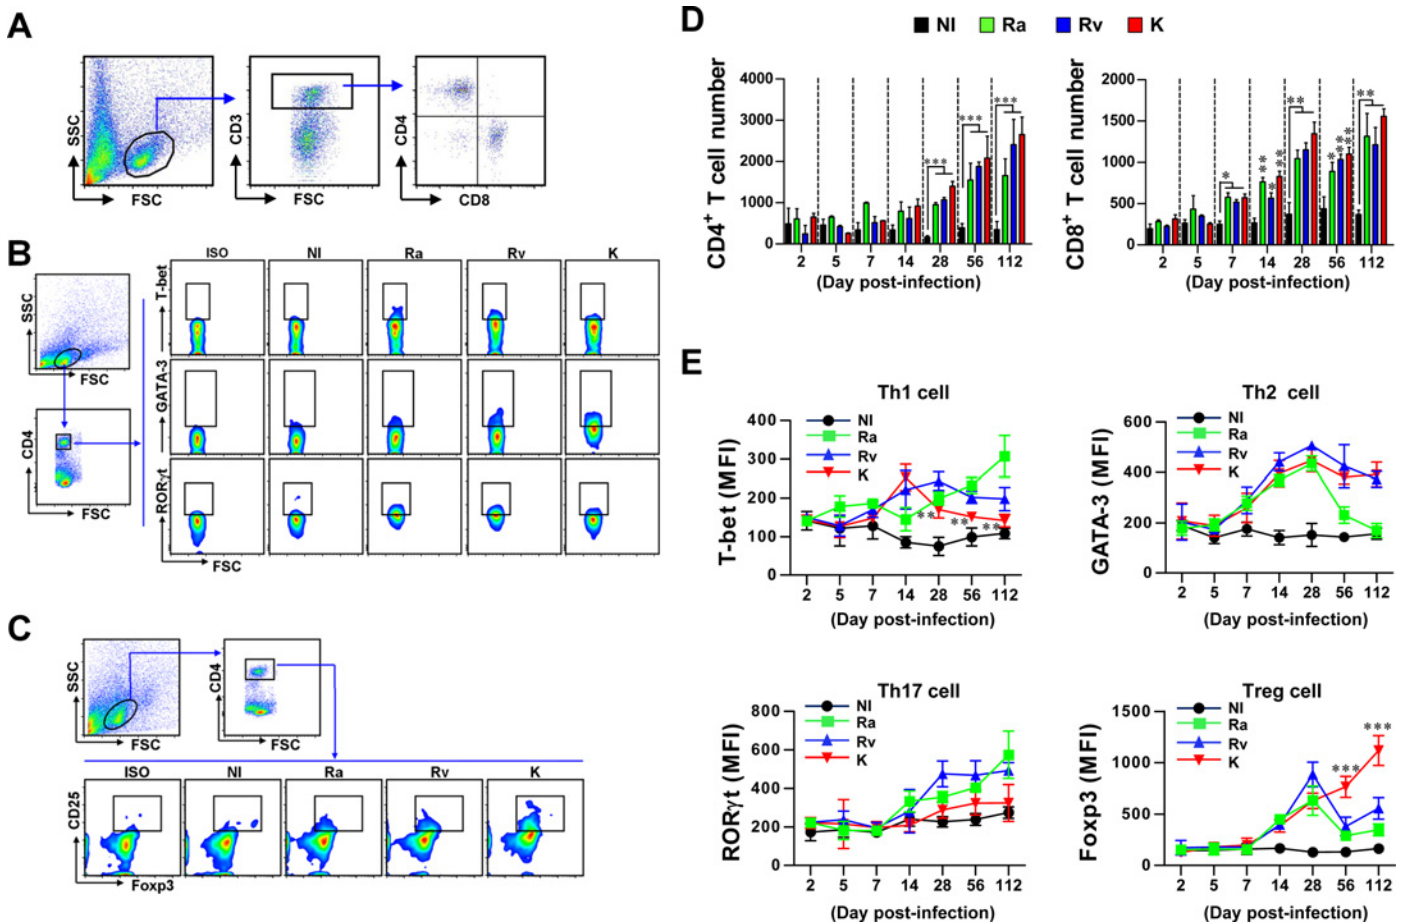 A
SSC
FSC
CD3
FSC
CD4
CD8
B
SSC
FSC
CD4
ISO NI Ra Rv K
T-bet
GATA-3
RORγt
FSC
C
SSC
FSC
CD4
FSC
ISO NI Ra Rv K
CD25
Foxp3
D
NI Ra Rv K
CD4+ T cell number
4000
3000
2000
1000
0
*** *** ***
2 5 7 14 28 56 112
(Day post-infection)
CD8+ T cell number
2000
1500
1000
500
0
* ** * ** ** * ** ** **
2 5 7 14 28 56 112
(Day post-infection)
E
Th1 cell
T-bet (MFI)
400
300
200
100
0
NI
Ra
Rv
K
** ** **
2 5 7 14 28 56 112
(Day post-infection)
Th2 cell
GATA-3 (MFI)
600
400
200
0
NI
Ra
Rv
K
2 5 7 14 28 56 112
(Day post-infection)
Th17 cell
RORγt (MFI)
800
600
400
200
0
NI
Ra
Rv
K
2 5 7 14 28 56 112
(Day post-infection)
Treg cell
Foxp3 (MFI)
1500
1000
500
0
NI
Ra
Rv
K
*** ***
2 5 7 14 28 56 112
(Day post-infection)